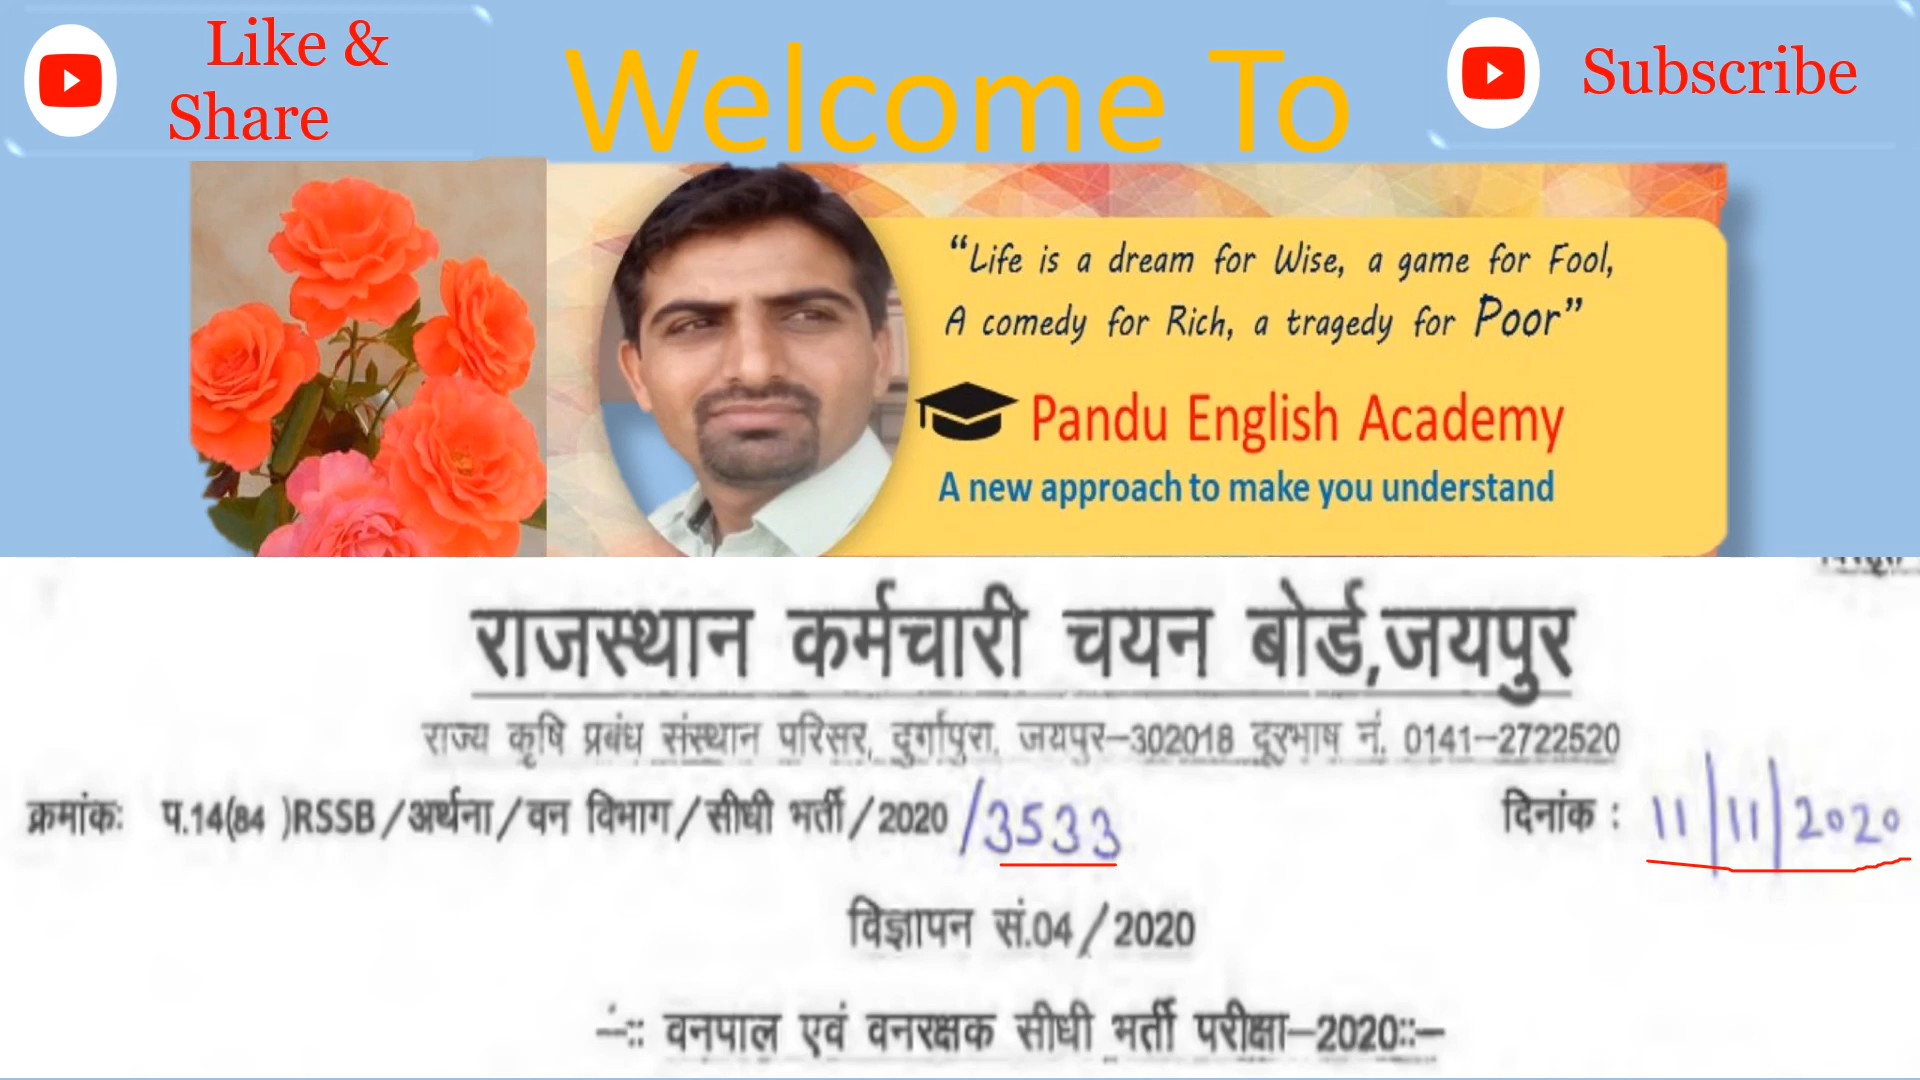 Like &
Share
Welcome To
Subscribe
“Life is a dream for Wise, a game for Fool,
A comedy for Rich, a tragedy for Poor”
Pandu English Academy
A new approach to make you understand
राजस्थान कर्मचारी चयन बोर्ड,जयपुर
राज्य कृषि प्रबंध संस्थान परिसर, दुर्गापुरा, जयपुर–302018 दूरभाष नं. 0141–2722520
क्रमांकः प.14(84 )RSSB/अर्थना/वन विभाग/सीधी भर्ती/2020 /3533
दिनांक : 11|11|2020
विज्ञापन सं.04/2020
–:: वनपाल एवं वनरक्षक सीधी भर्ती परीक्षा–2020::–